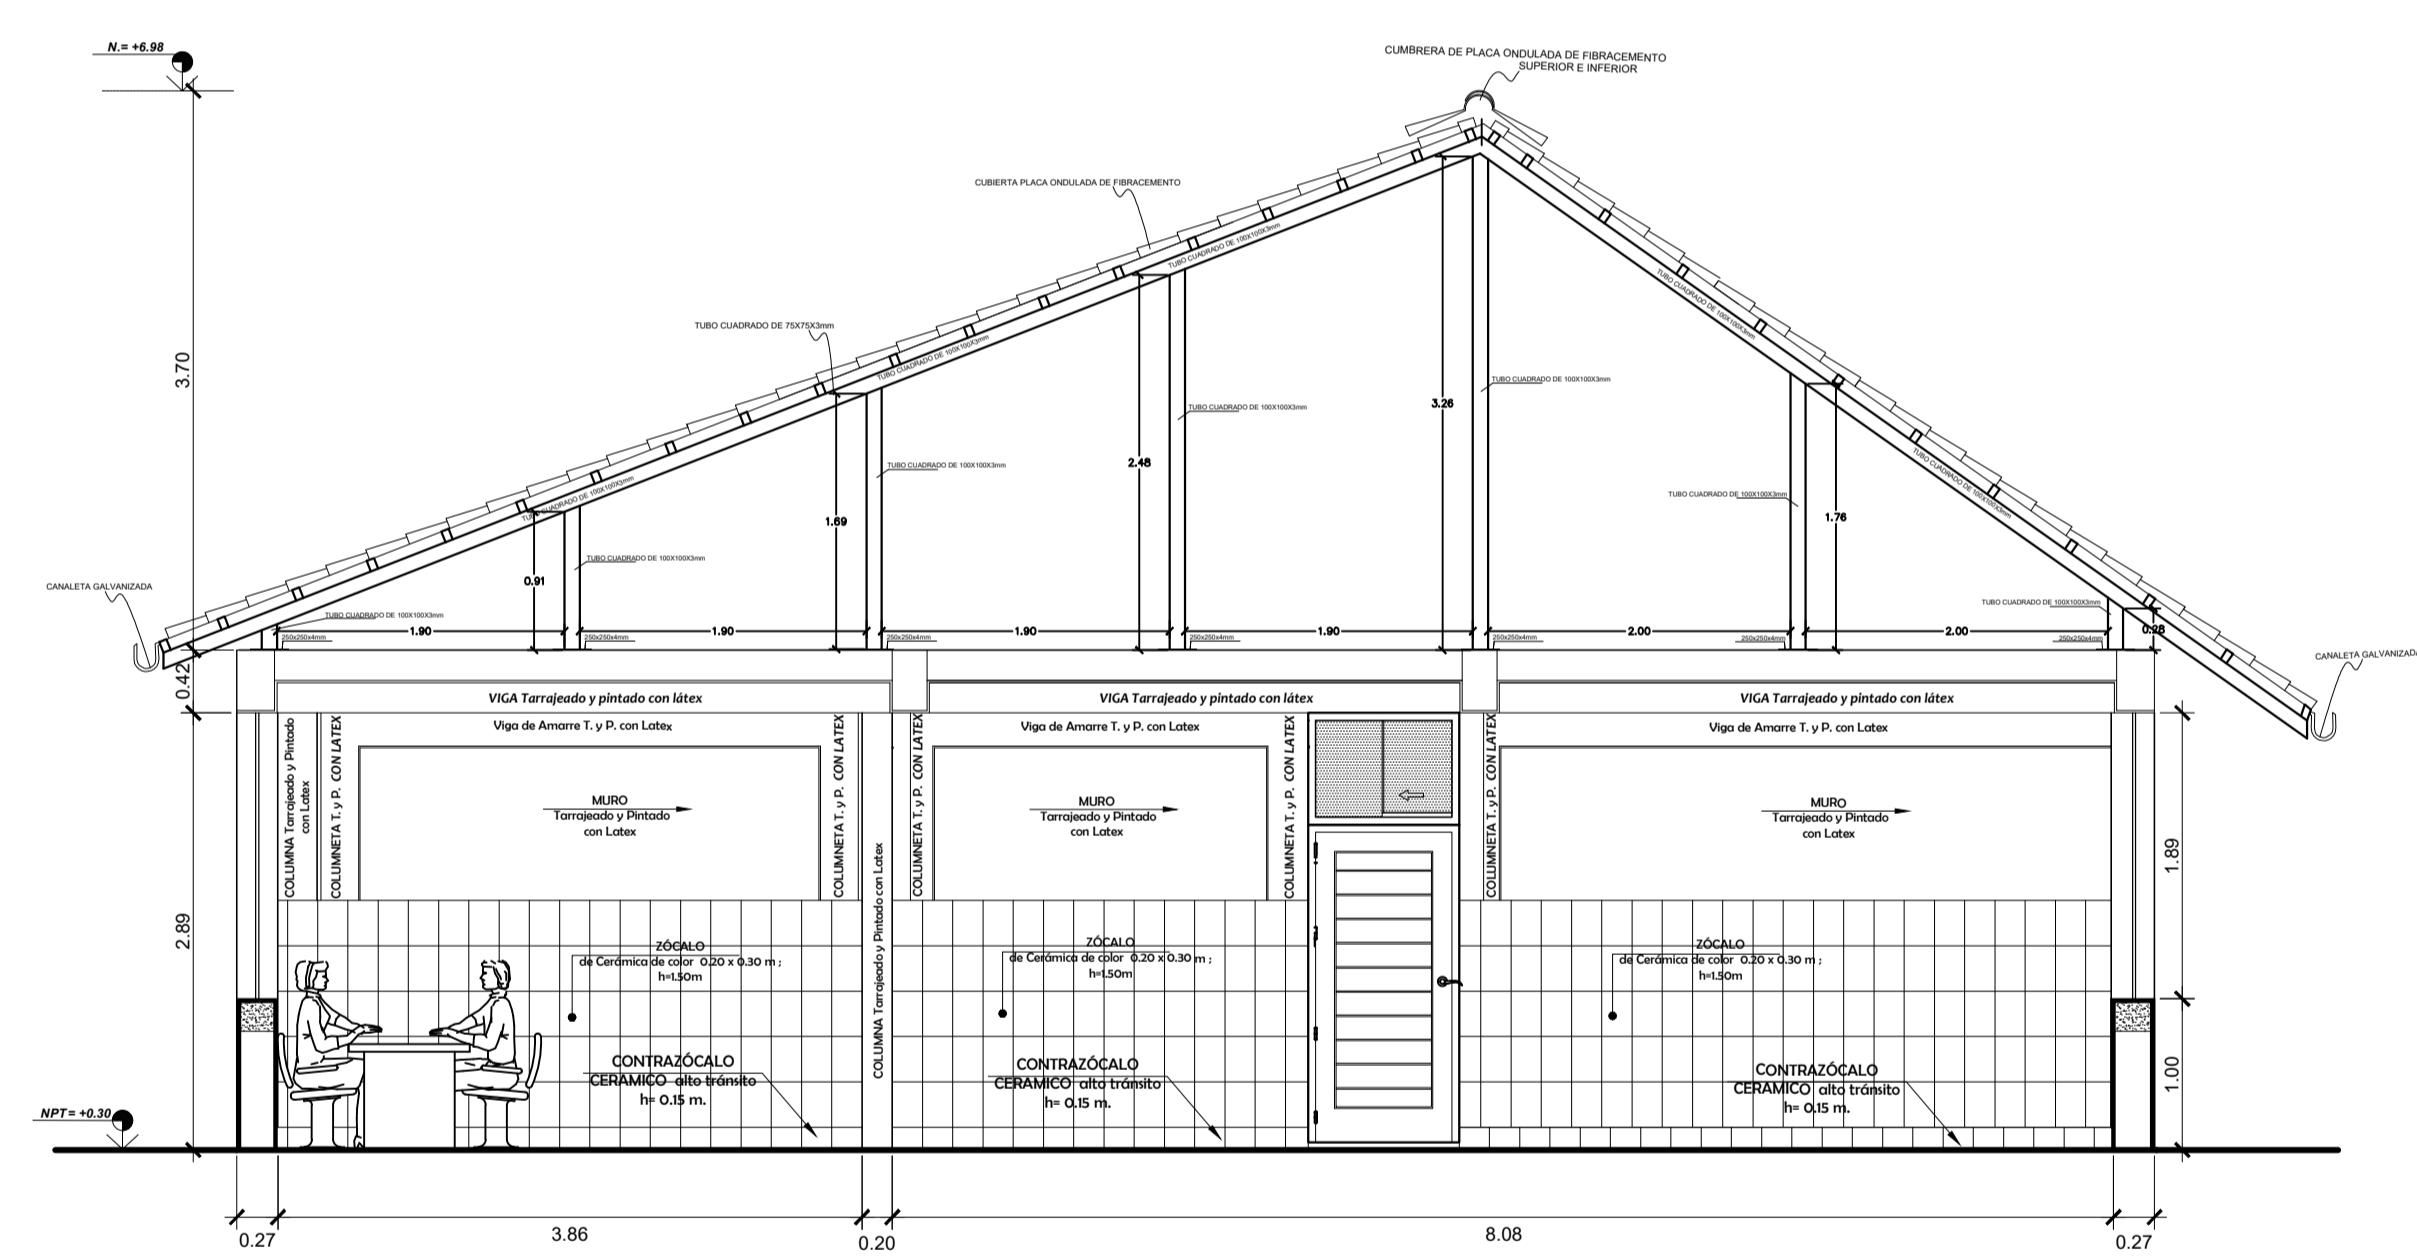 N.= +6.98
CUMBRERA DE PLACA ONDULADA DE FIBRACEMENTO
SUPERIOR E INFERIOR
CUBIERTA PLACA ONDULADA DE FIBRACEMENTO
TUBO CUADRADO DE 100X100X3mm
TUBO CUADRADO DE 100X100X3mm
TUBO CUADRADO DE 75X75X3mm
TUBO CUADRADO DE 100X100X3mm
3.70
TUBO CUADRADO DE 100X100X3mm
3.26
TUBO CUADRADO DE 100X100X3mm
2.48
TUBO CUADRADO DE 100X100X3mm
TUBO CUADRADO DE 100X100X3mm
TUBO CUADRADO DE 100X100X3mm
TUBO CUADRADO DE 100X100X3mm
1.69
1.76
TUBO CUADRADO DE 100X100X3mm
0.91
CANALETA GALVANIZADA
TUBO CUADRADO DE 100X100X3mm
TUBO CUADRADO DE 100X100X3mm
250x250x4mm
1.90
250x250x4mm
1.90
250x250x4mm
1.90
1.90
250x250x4mm
2.00
250x250x4mm
2.00
250x250x4mm
0.28
CANALETA GALVANIZADA
0.42
VIGA Tarrajeado y pintado con látex
VIGA Tarrajeado y pintado con látex
VIGA Tarrajeado y pintado con látex
Viga de Amarre T. y P. con Latex
Viga de Amarre T. y P. con Latex
Viga de Amarre T. y P. con Latex
COLUMNA Tarrajeado y Pintado
con Latex
COLUMNETA T. y P. CON LATEX
MURO
Tarrajeado y Pintado
con Latex
COLUMNETA T. y P. CON LATEX
COLUMNA Tarrajeado y Pintado con Latex
COLUMNETA T. y P. CON LATEX
MURO
Tarrajeado y Pintado
con Latex
COLUMNETA T. y P. CON LATEX
COLUMNETA T. y P. CON LATEX
MURO
Tarrajeado y Pintado
con Latex
1.89
2.89
ZÓCALO
de Cerámica de color 0.20 x 0.30 m ;
h=1.50m
ZÓCALO
de Cerámica de color 0.20 x 0.30 m ;
h=1.50m
ZÓCALO
de Cerámica de color 0.20 x 0.30 m ;
h=1.50m
CONTRAZÓCALO
CERAMICO alto tránsito
h= 0.15 m.
CONTRAZÓCALO
CERAMICO alto tránsito
h= 0.15 m.
CONTRAZÓCALO
CERAMICO alto tránsito
h= 0.15 m.
1.00
NPT= +0.30
0.27
3.86
0.20
8.08
0.27